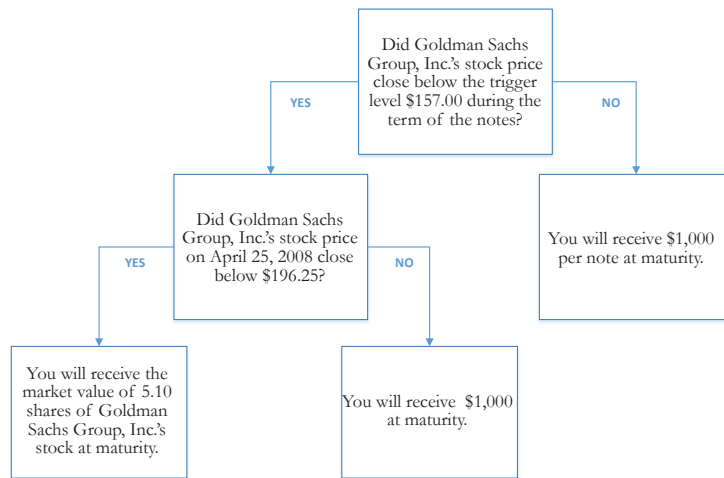 Did Goldman Sachs
Group, Inc.'s stock price
close below the trigger
level $157.00 during the
term of the notes?
YES
NO
Did Goldman Sachs
Group, Inc.'s stock price
on April 25, 2008 close
below $196.25?
You will receive $1,000
per note at maturity.
YES
NO
You will receive the
market value of 5.10
shares of Goldman
Sachs Group, Inc.'s
stock at maturity.
You will receive $1,000
at maturity.